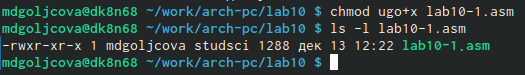 mdgoljcova@dk8n68 ~/work/arch-pc/lab10 $ chmod ugo+x lab10-1.asm
mdgoljcova@dk8n68 ~/work/arch-pc/lab10 $ ls -l lab10-1.asm
-rwxr-xr-x 1 mdgoljcova studsci 1288 дек 13 12:22 lab10-1.asm
mdgoljcova@dk8n68 ~/work/arch-pc/lab10 $